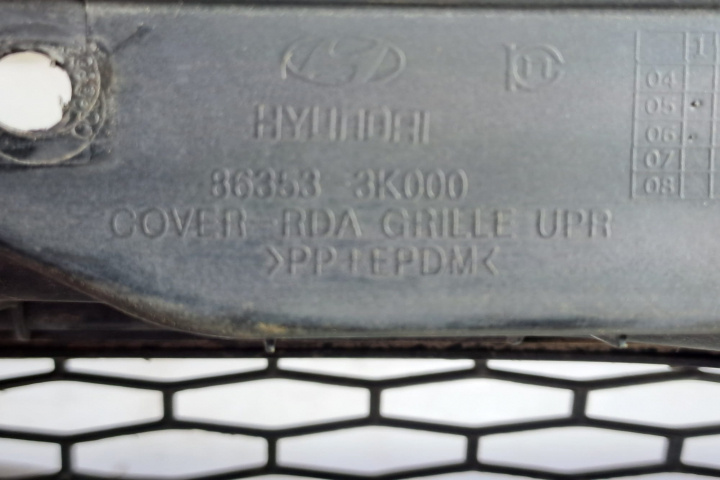 HYUNDAI
86353 3K000
COVER-RDA GRILLE UPR
>PP+EPDM<
1
04
05
06
07
08